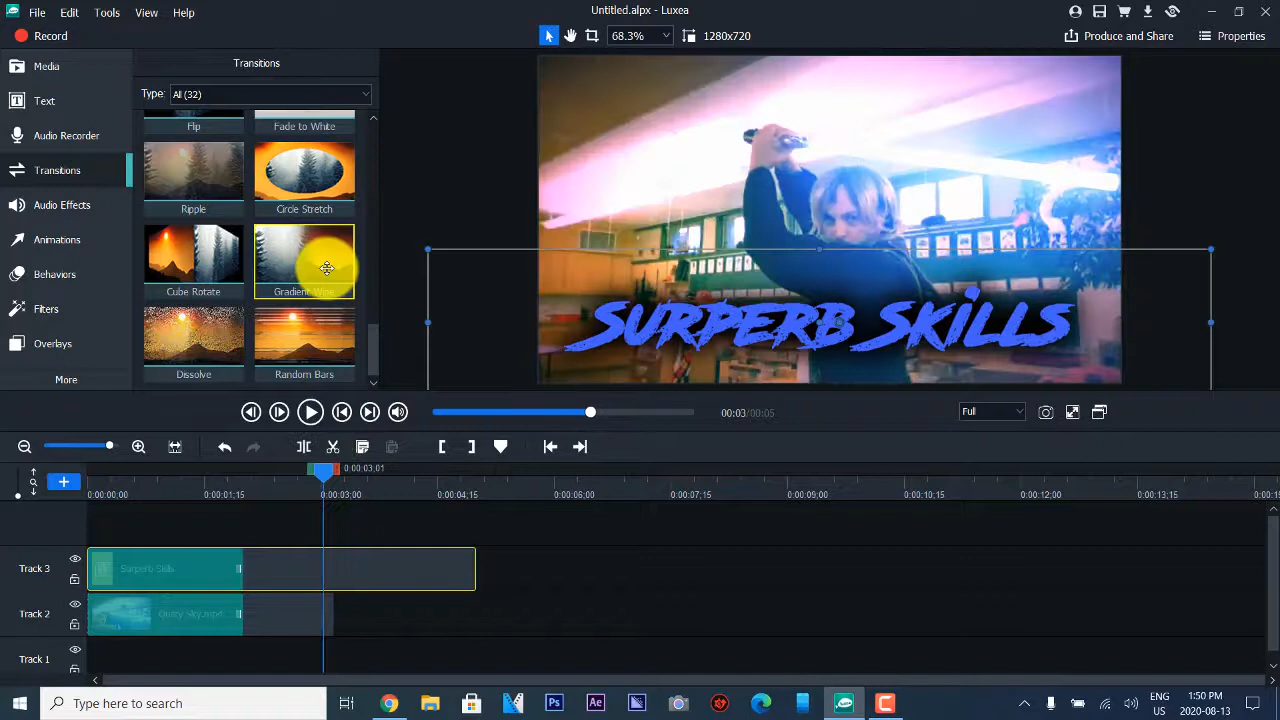 File Edit Tools View Help
Untitled.alpx - Luxea
Record
68.3%
1280x720
Produce and Share
Properties
Media
Text
Audio Recorder
Transitions
Audio Effects
Animations
Behaviors
Filters
Overlays
More
Transitions
Type: All (32)
Flip
Fade to White
Ripple
Circle Stretch
Cube Rotate
Gradient Wipe
Dissolve
Random Bars
Surperb Skills
00:03/00:05
Full
0:00:03;01
0:00:00;00 0:00:01;15 0:00:03;00 0:00:04;15 0:00:06;00 0:00:07;15 0:00:09;00 0:00:10;15 0:00:12;00 0:00:13;15
Track 3
Surperb Skills
Track 2
Track 1
Type here to search
Ps
Ae
ENG
US
1:50 PM
2020-08-13